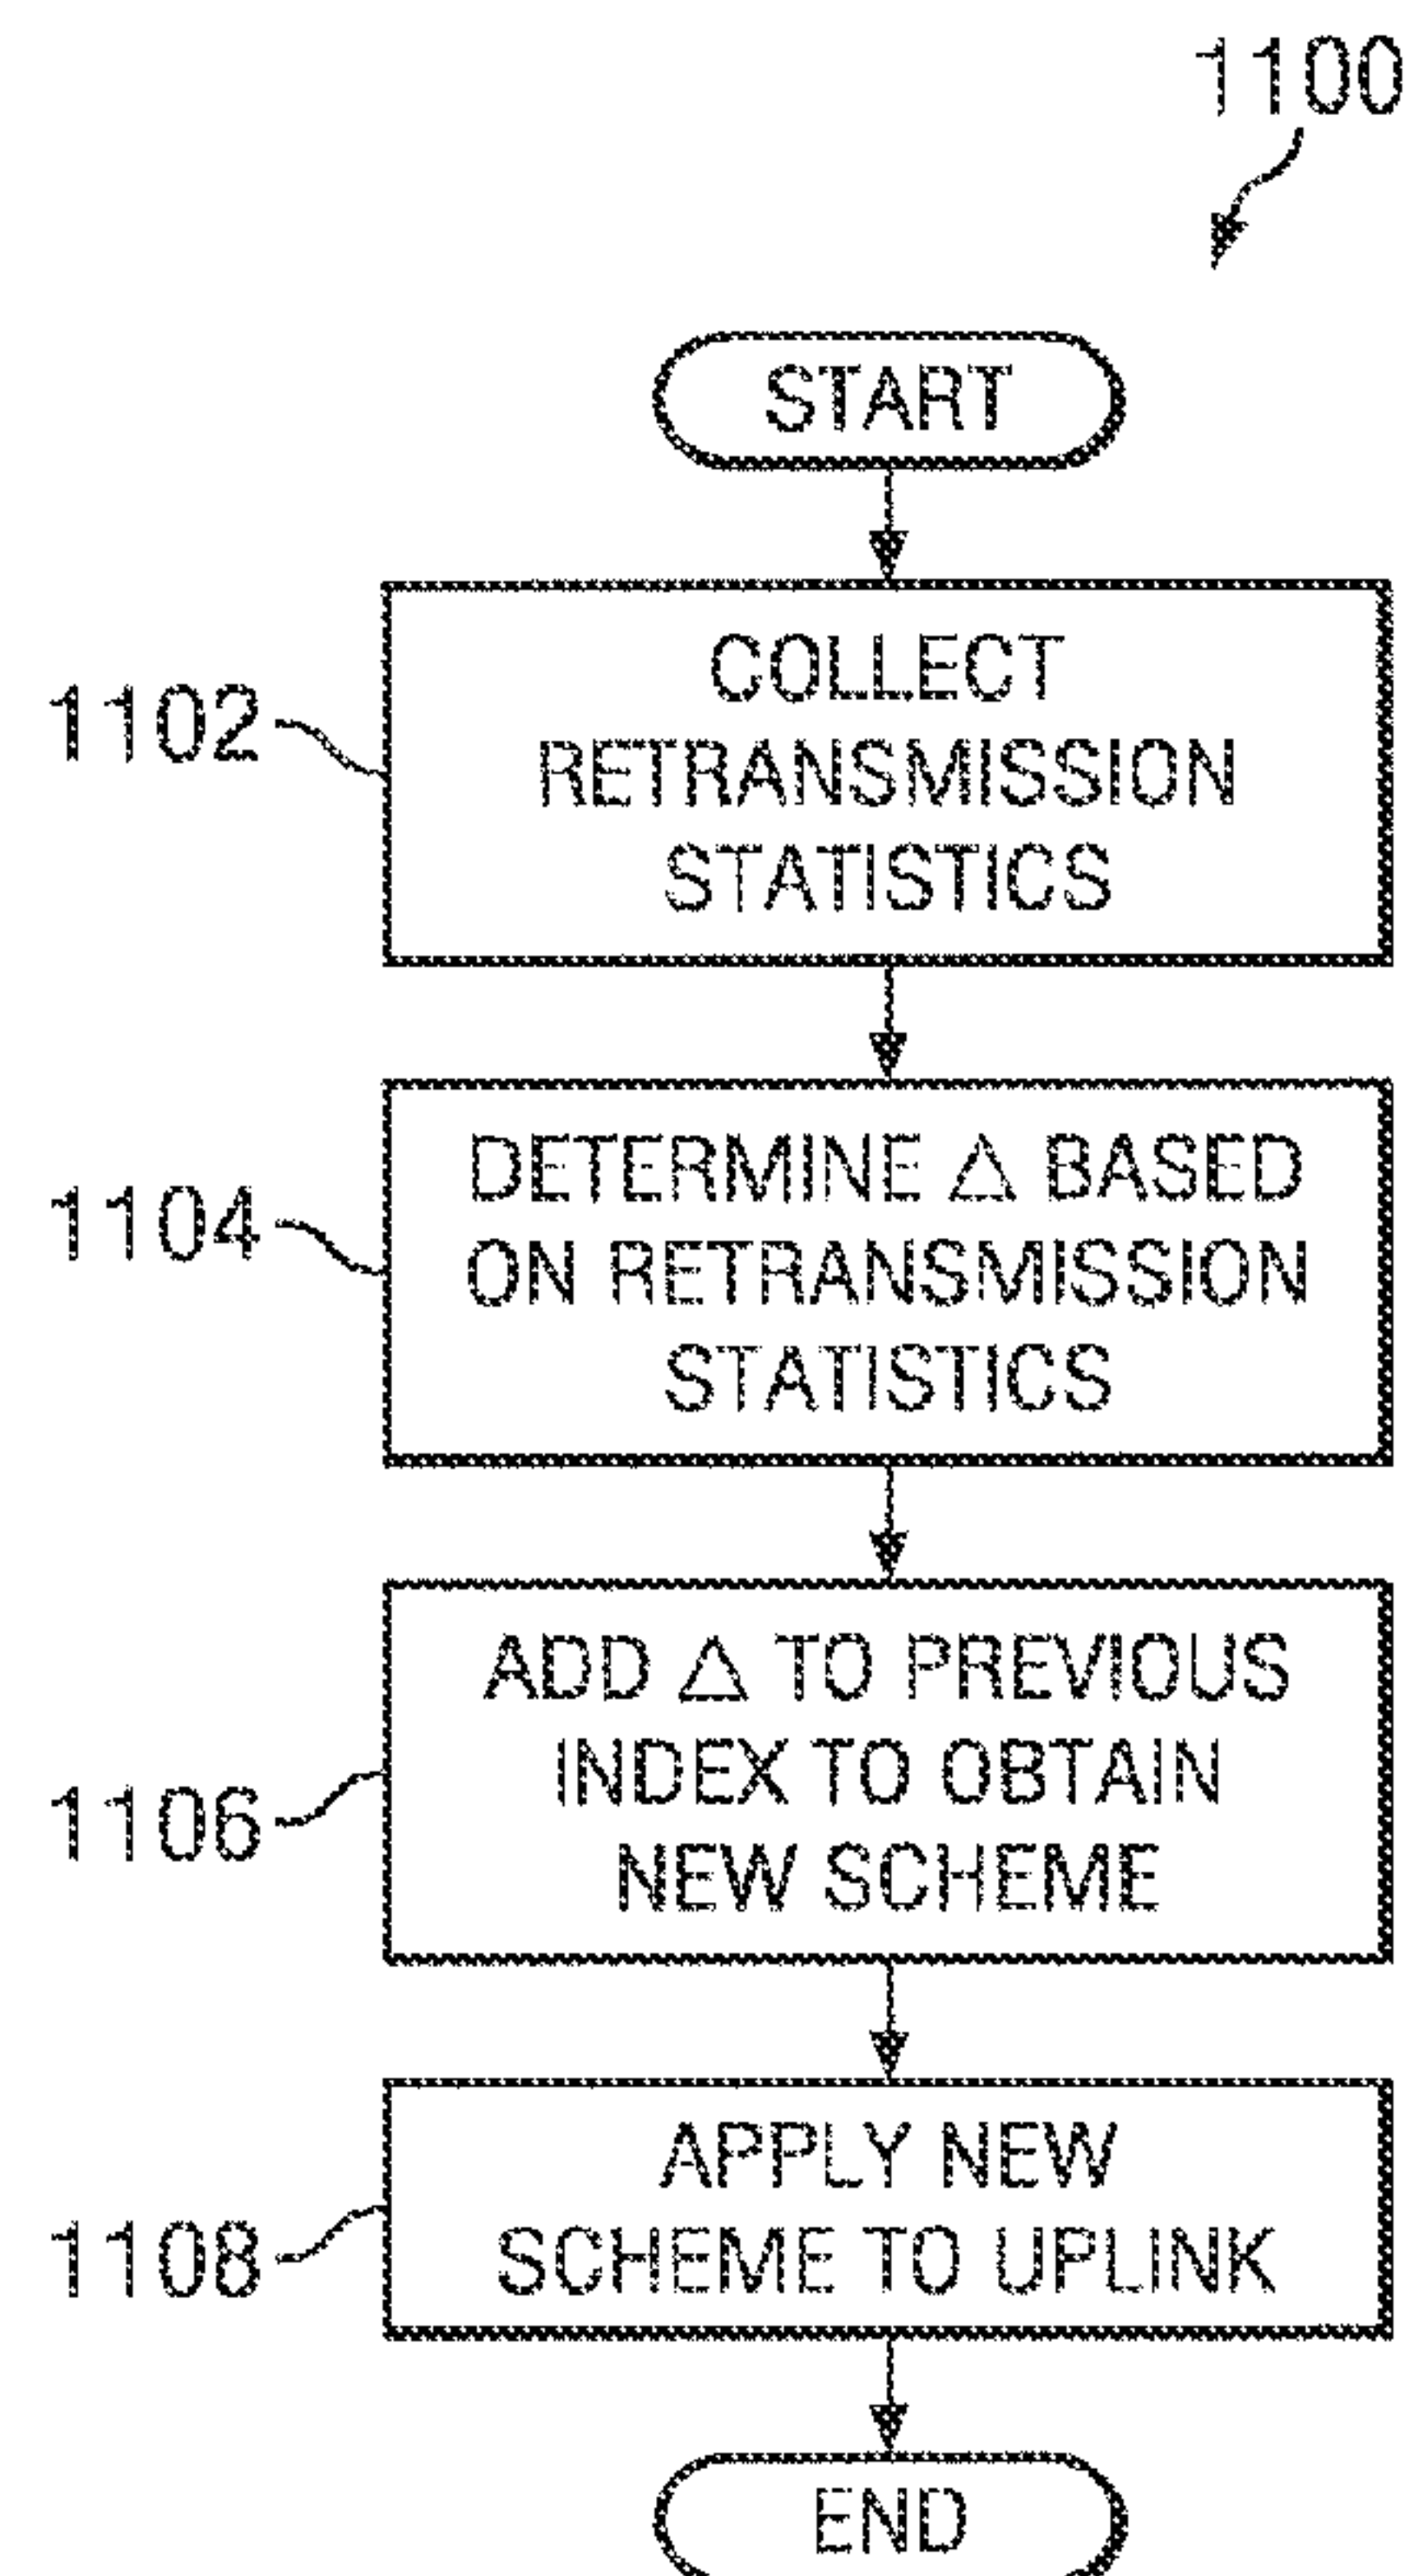 1100
START
1102
COLLECT
RETRANSMISSION
STATISTICS
1104
DETERMINE △ BASED
ON RETRANSMISSION
STATISTICS
1106
ADD △ TO PREVIOUS
INDEX TO OBTAIN
NEW SCHEME
1108
APPLY NEW
SCHEME TO UPLINK
END